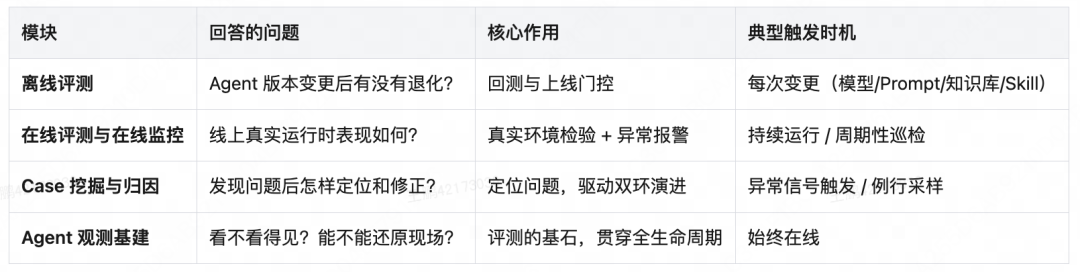 模块 回答的问题 核心作用 典型触发时机
离线评测 Agent 版本变更后有没有退化? 回测与上线门控 每次变更（模型/Prompt/知识库/Skill）
在线评测与在线监控 线上真实运行时表现如何? 真实环境检验 + 异常报警 持续运行 / 周期性巡检
Case 挖掘与归因 发现问题后怎样定位和修正? 定位问题，驱动双环演进 异常信号触发 / 例行采样
Agent 观测基建 看不看得见？能不能还原现场? 评测的基石，贯穿全生命周期 始终在线